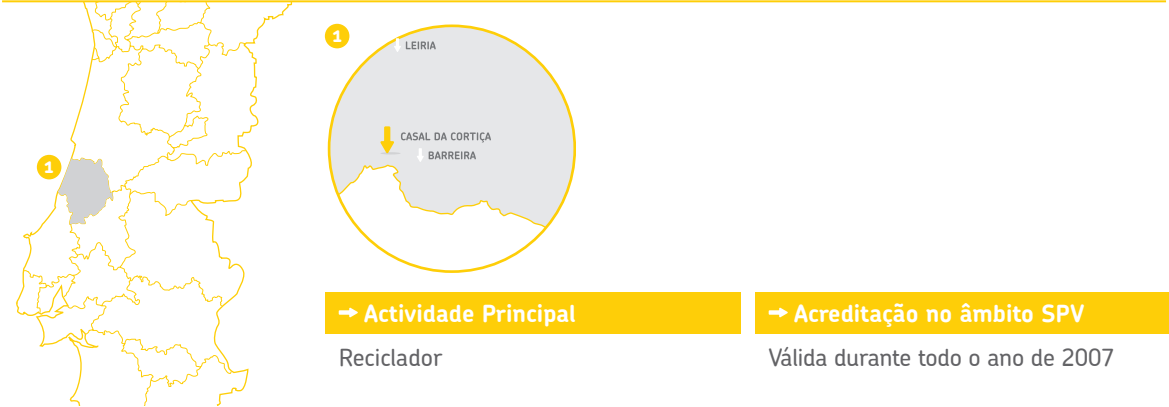 1
LEIRIA
CASAL DA CORTIÇA
BARREIRA
1
Actividade Principal
Reciclador
Acreditação no âmbito SPV
Válida durante todo o ano de 2007